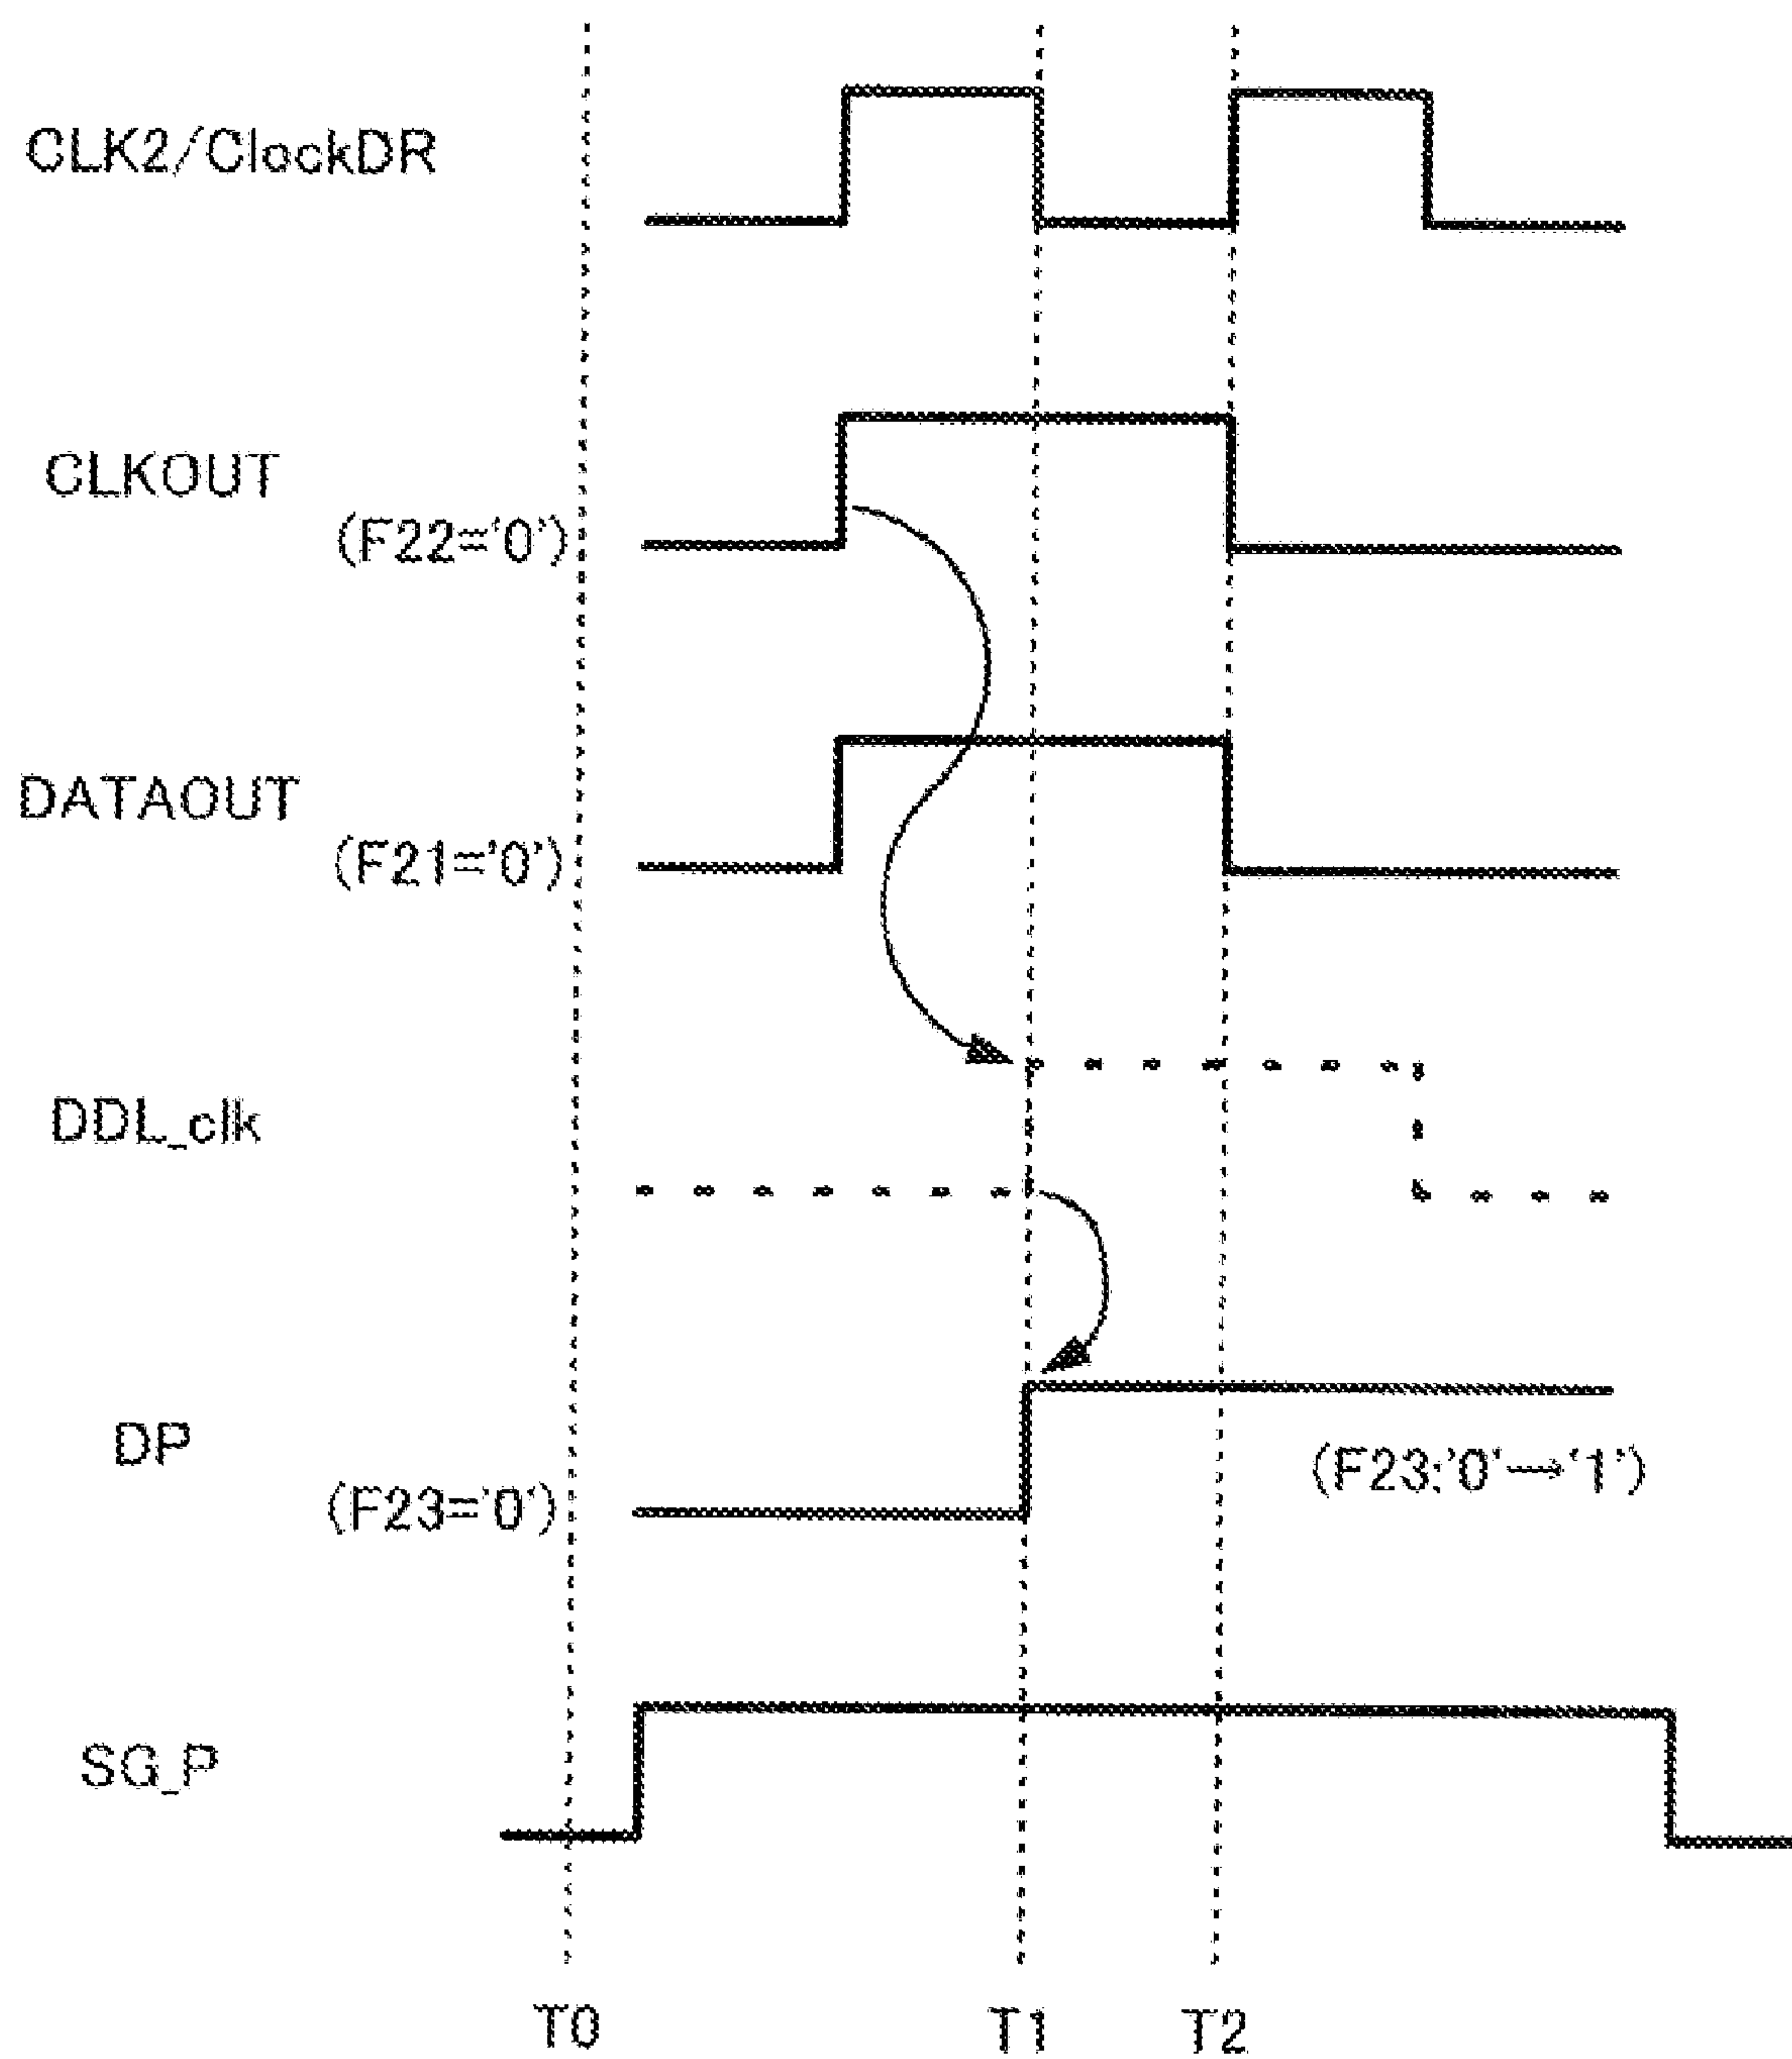 CLK2/ClockDR
CLKOUT
(F22='0')
DATAOUT
(F21='0')
DDL_clk
DP
(F23='0')
(F23:'0'→'1')
SG_P
T0 T1 T2